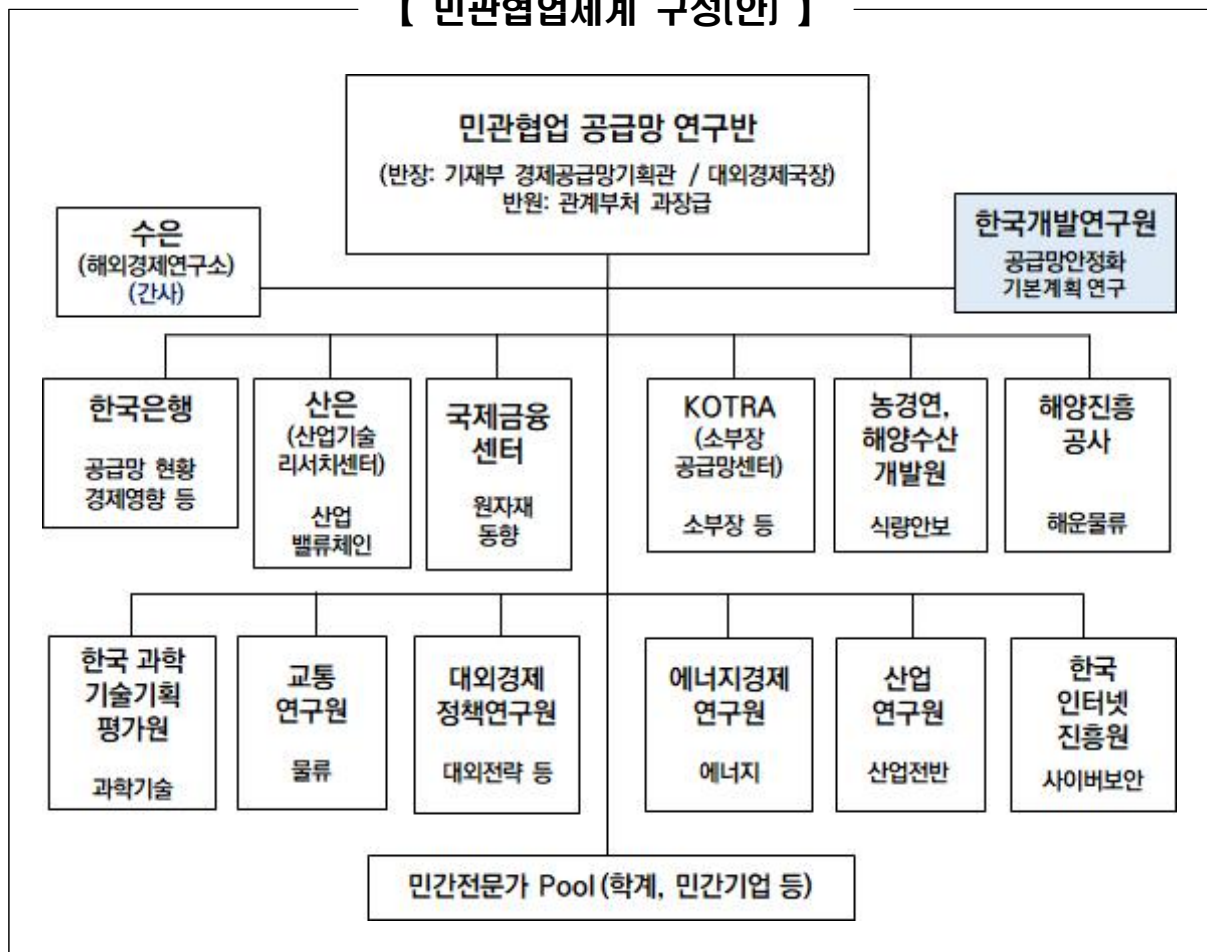 【 민관협업체계 구성(안) 】
민관협업 공급망 연구반
(반장: 기재부 경제공급망기획관 / 대외경제국장)
반원: 관계부처 과장급
수은
(해외경제연구소)
(간사)
한국개발연구원
공급망안정화
기본계획 연구
한국은행
공급망 현황
경제영향 등
산은
(산업기술
리서치센터)
산업
밸류체인
국제금융
센터
원자재
동향
KOTRA
(소부장
공급망센터)
소부장 등
농경연,
해양수산
개발원
식량안보
해양진흥
공사
해운물류
한국 과학
기술기획
평가원
과학기술
교통
연구원
물류
대외경제
정책연구원
대외전략 등
에너지경제
연구원
에너지
산업
연구원
산업전반
한국
인터넷
진흥원
사이버보안
민간전문가 Pool (학계, 민간기업 등)